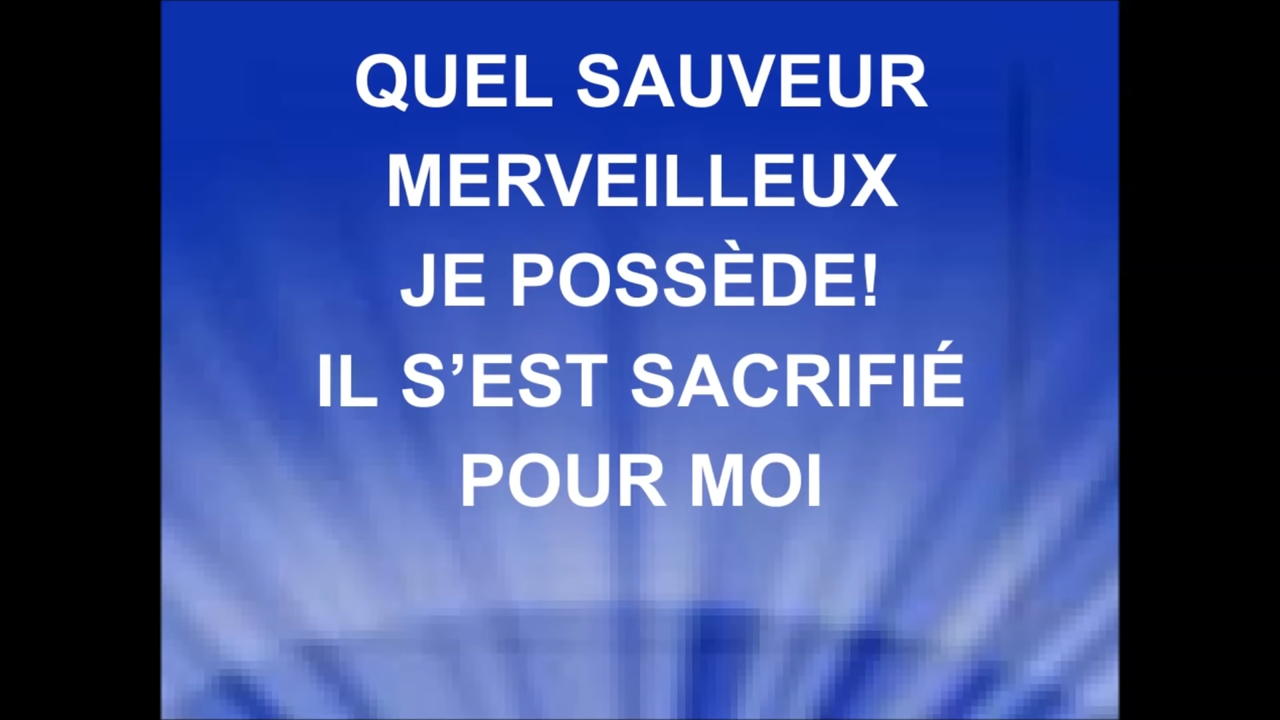 QUEL SAUVEUR
MERVEILLEUX
JE POSSÈDE!
IL S’EST SACRIFIÉ
POUR MOI